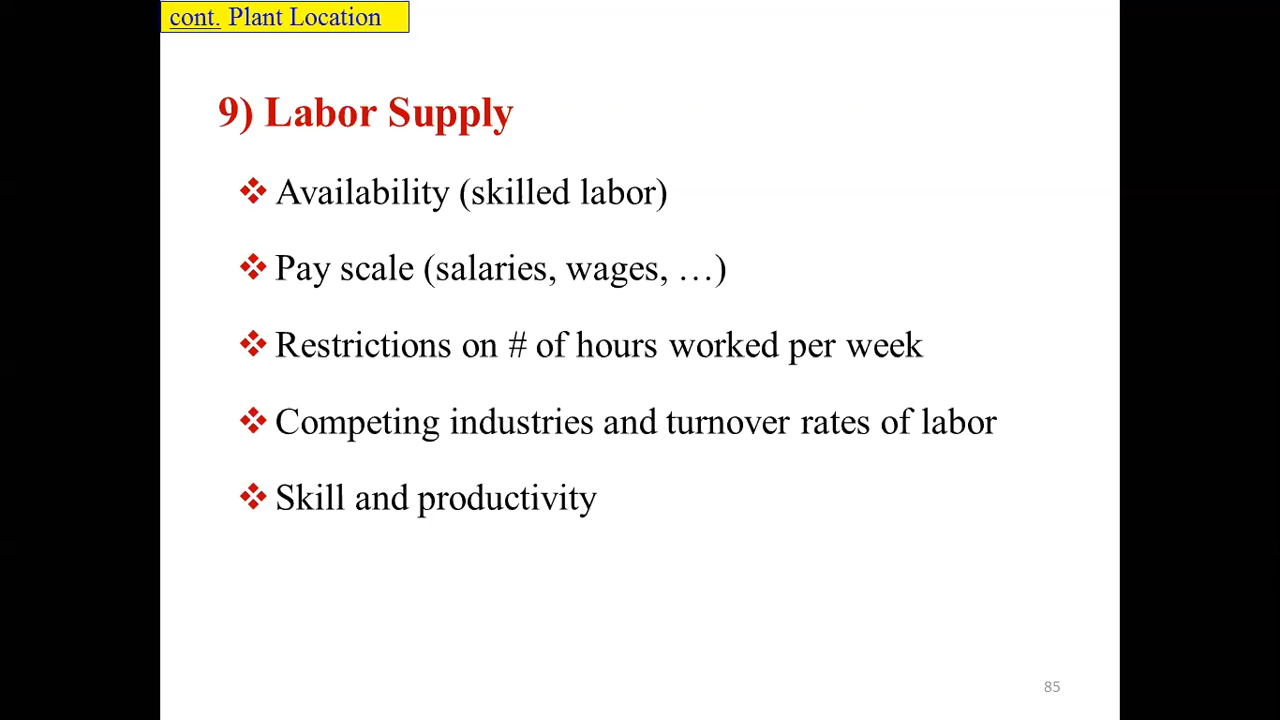 cont. Plant Location
9) Labor Supply
❖ Availability (skilled labor)
❖ Pay scale (salaries, wages, …)
❖ Restrictions on # of hours worked per week
❖ Competing industries and turnover rates of labor
❖ Skill and productivity
85